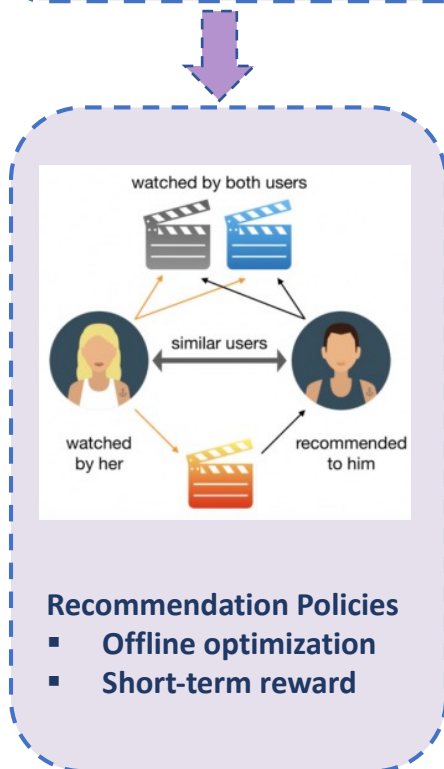 watched by both users
similar users
watched
by her
recommended
to him
Recommendation Policies
▪ Offline optimization
▪ Short-term reward